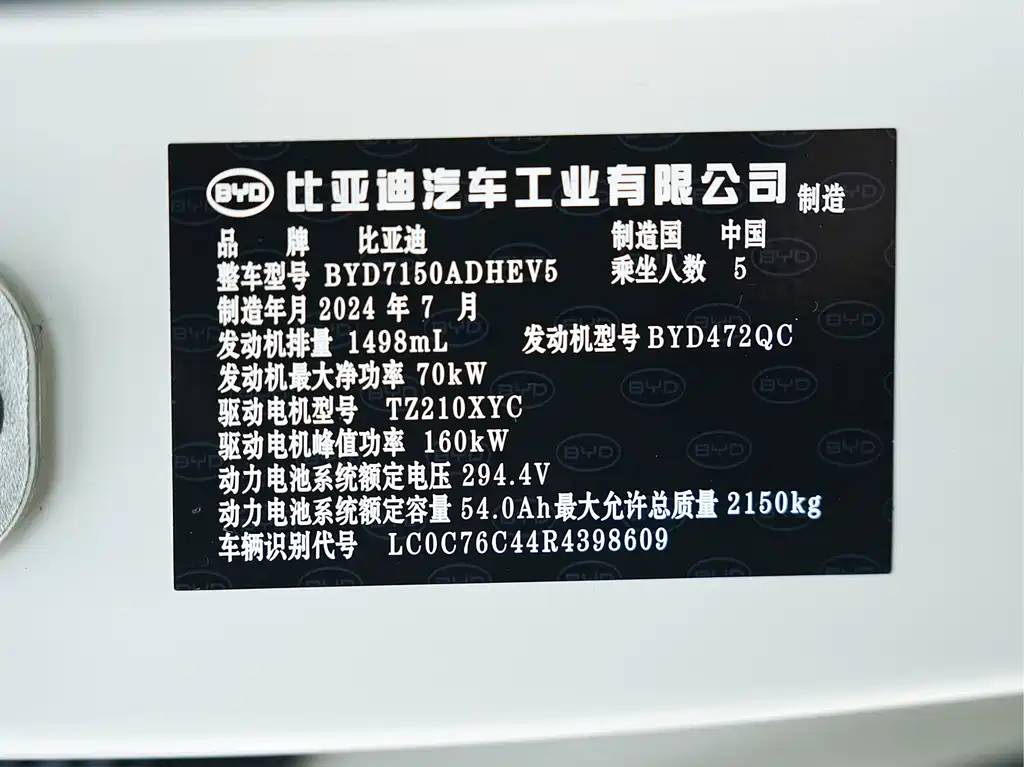 BYD 比亚迪汽车工业有限公司 制造
品 牌 比亚迪 制造国 中国
整车型号 BYD7150ADHEV5 乘坐人数 5
制造年月 2024 年 7 月
发动机排量 1498mL 发动机型号 BYD472QC
发动机最大净功率 70kW
驱动电机型号 TZ210XYC
驱动电机峰值功率 160kW
动力电池系统额定电压 294.4V
动力电池系统额定容量 54.0Ah 最大允许总质量 2150kg
车辆识别代号 LC0C76C44R4398609